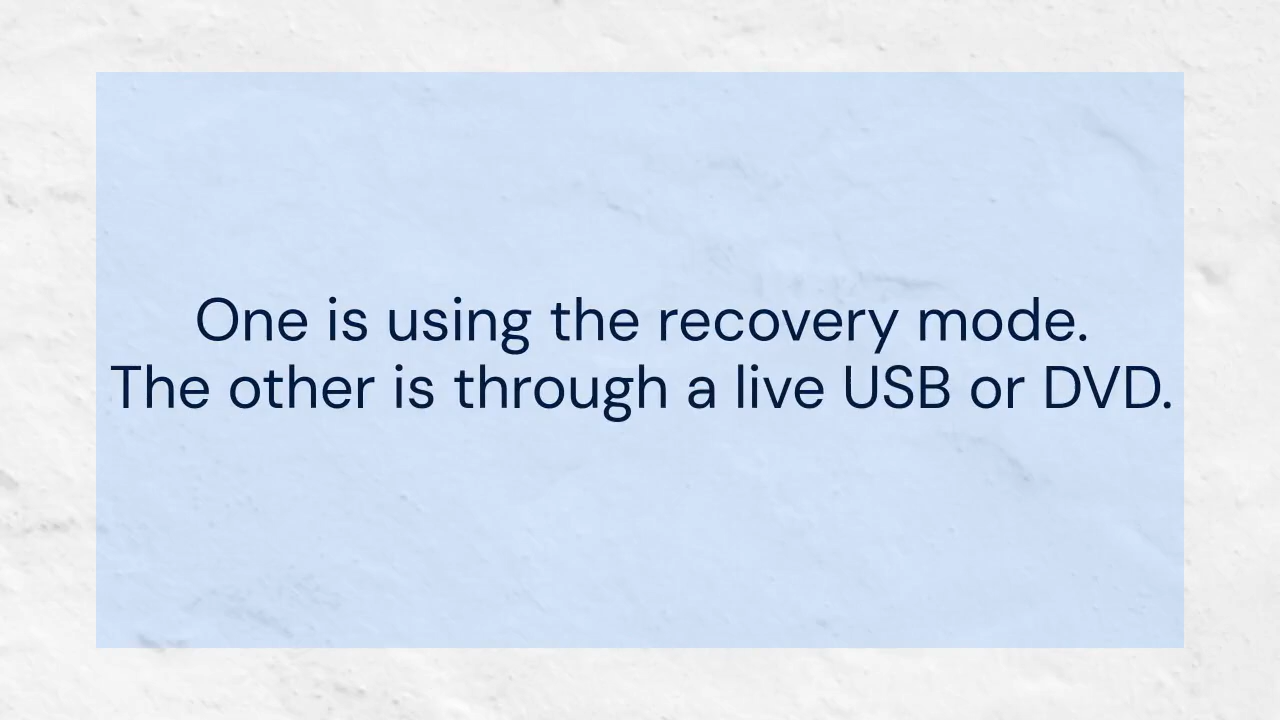 One is using the recovery mode.
The other is through a live USB or DVD.